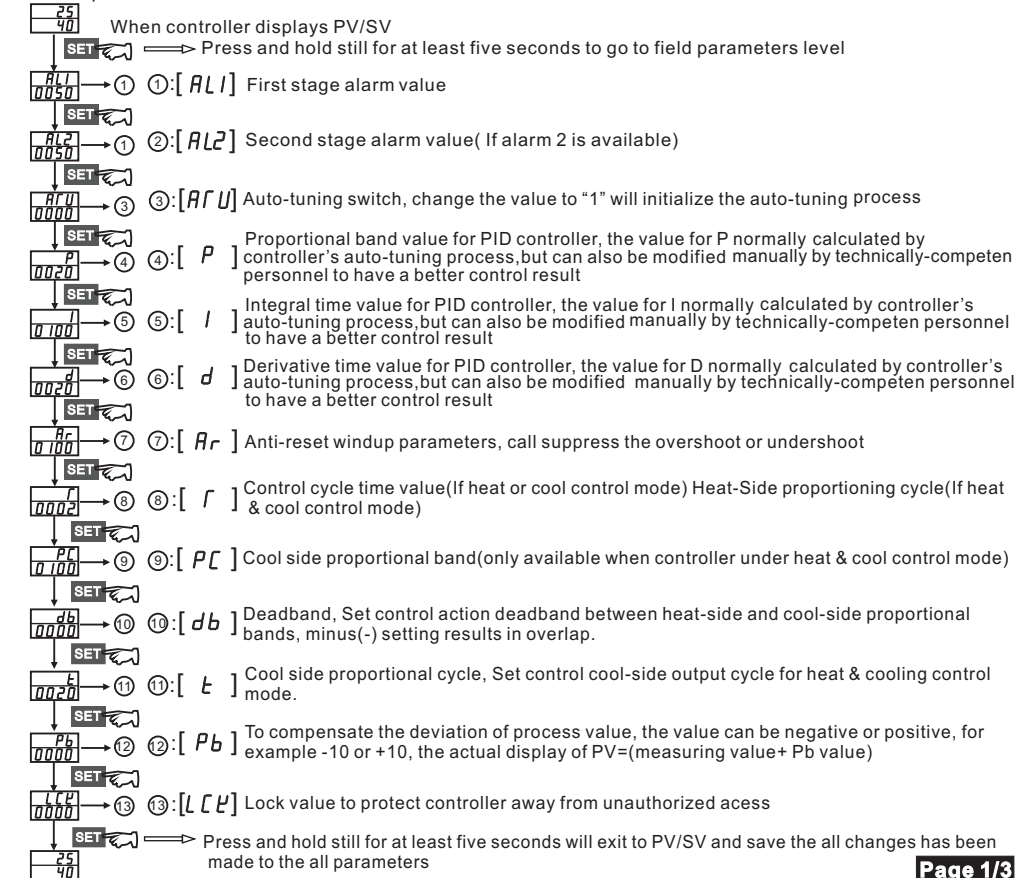 25
40
When controller displays PV/SV
SET Press and hold still for at least five seconds to go to field parameters level
AL1
0050
① ①:[ AL1 ] First stage alarm value
SET
AL2
0050
① ②:[ AL2 ] Second stage alarm value( If alarm 2 is available)
SET
ATU
0000
③ ③:[ATU] Auto-tuning switch, change the value to “1” will initialize the auto-tuning process
SET
P
0020
④ ④:[ P ] Proportional band value for PID controller, the value for P normally calculated by
controller’s auto-tuning process,but can also be modified manually by technically-competen
personnel to have a better control result
SET
I
0100
⑤ ⑤:[ I ] Integral time value for PID controller, the value for I normally calculated by controller’s
auto-tuning process,but can also be modified manually by technically-competen personnel
to have a better control result
SET
d
0020
⑥ ⑥:[ d ] Derivative time value for PID controller, the value for D normally calculated by controller’s
auto-tuning process,but can also be modified manually by technically-competen personnel
to have a better control result
SET
Ar
0100
⑦ ⑦:[ Ar ] Anti-reset windup parameters, call suppress the overshoot or undershoot
SET
T
0002
⑧ ⑧:[ T ] Control cycle time value(If heat or cool control mode) Heat-Side proportioning cycle(If heat
& cool control mode)
SET
PC
0100
⑨ ⑨:[ PC ] Cool side proportional band(only available when controller under heat & cool control mode)
SET
db
0000
⑩ ⑩:[ db ] Deadband, Set control action deadband between heat-side and cool-side proportional
bands, minus(-) setting results in overlap.
SET
t
0020
⑪ ⑪:[ t ] Cool side proportional cycle, Set control cool-side output cycle for heat & cooling control
mode.
SET
Pb
0000
⑫ ⑫:[ Pb ] To compensate the deviation of process value, the value can be negative or positive, for
example -10 or +10, the actual display of PV=(measuring value+ Pb value)
SET
LCK
0000
⑬ ⑬:[LCK] Lock value to protect controller away from unauthorized acess
SET Press and hold still for at least five seconds will exit to PV/SV and save the all changes has been
made to the all parameters
25
40
Page 1/3